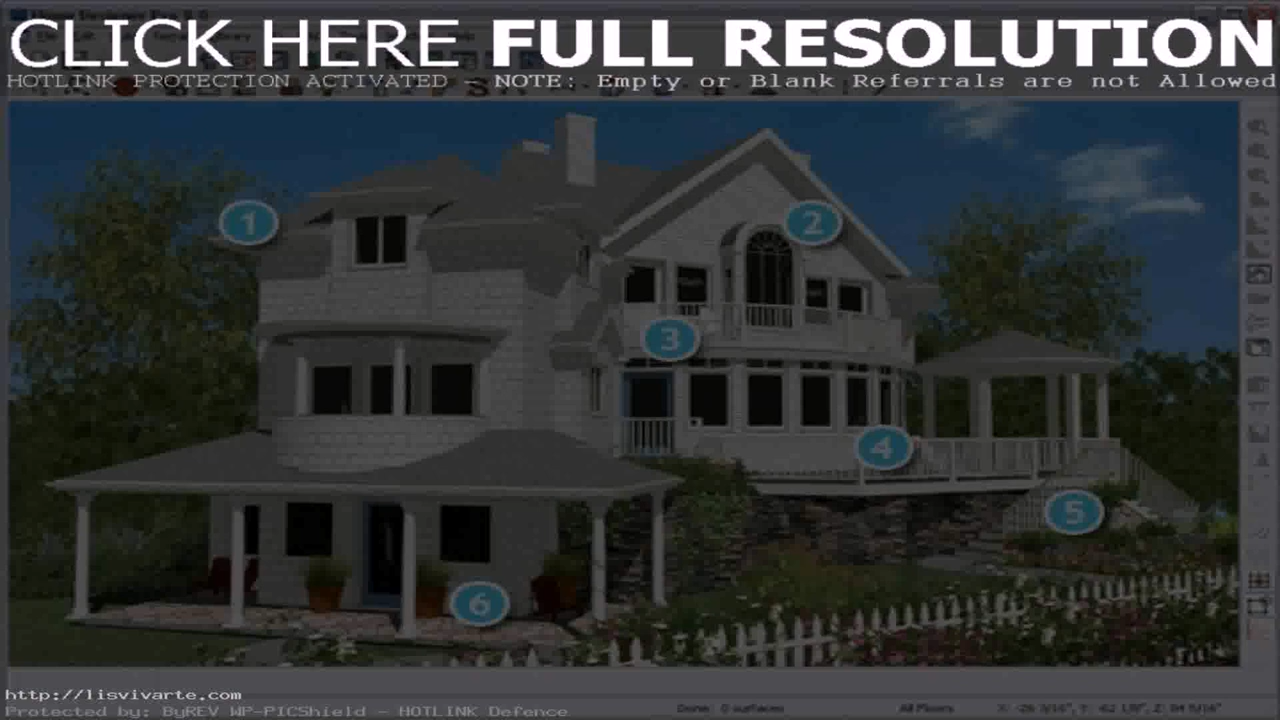 CLICK HERE FULL RESOLUTION
HOTLINK PROTECTION ACTIVATED – NOTE: Empty or Blank Referrals are not Allowed
1
2
3
4
5
6
http://lisvivarte.com
Protected by: ByREV WP-PICShield – HOTLINK Defence
Done: 0 surfaces
All Floors